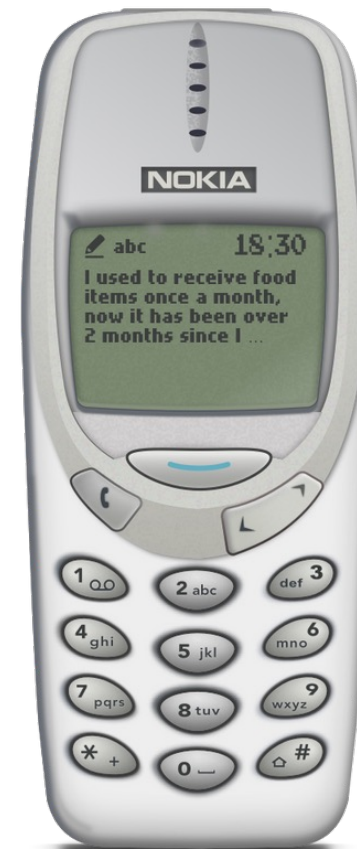 NOKIA
abc 18:30
I used to receive food
items once a month,
now it has been over
2 months since I ...
1 2 abc def 3
4 ghi 5 jkl mno 6
7 pqrs 8 tuv wxyz 9
* + 0 #